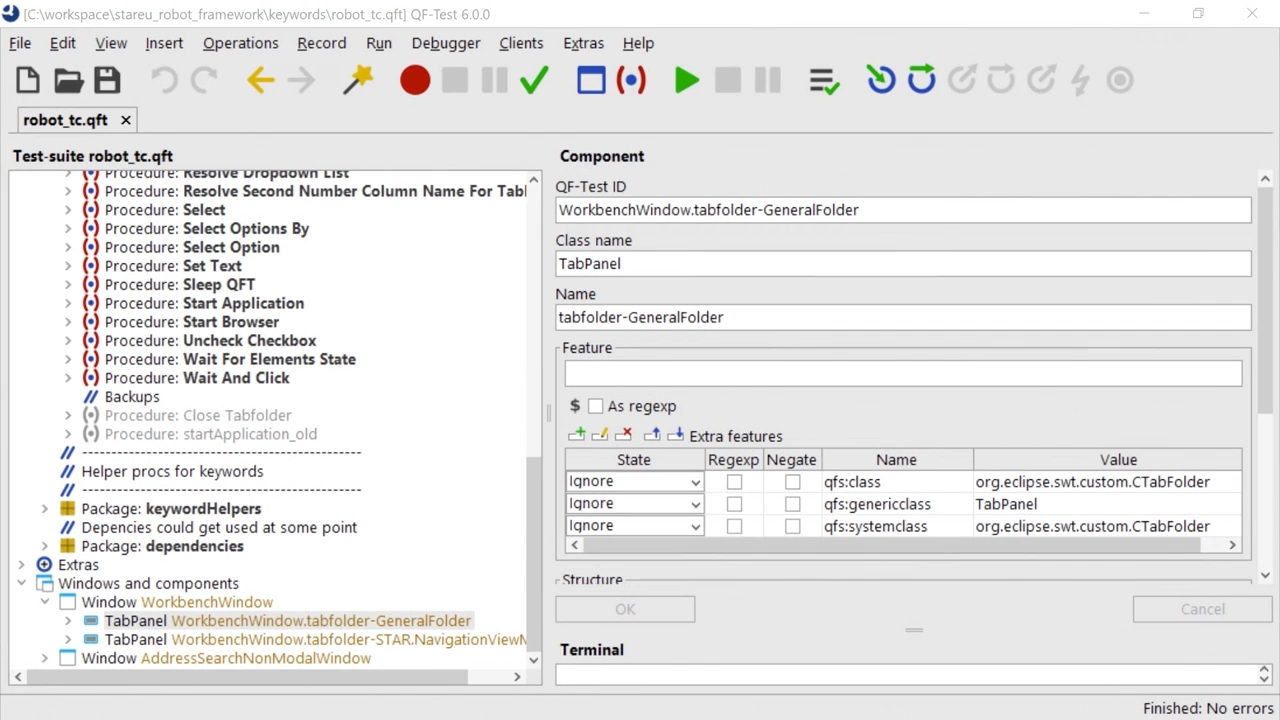 [C:\workspace\stareu_robot_framework\keywords\robot_tc.qft] QF-Test 6.0.0
File Edit View Insert Operations Record Run Debugger Clients Extras Help
robot_tc.qft
Test-suite robot_tc.qft
Procedure: Resolve Dropdown List
Procedure: Resolve Second Number Column Name For Tabl
Procedure: Select
Procedure: Select Options By
Procedure: Select Option
Procedure: Set Text
Procedure: Sleep QFT
Procedure: Start Application
Procedure: Start Browser
Procedure: Uncheck Checkbox
Procedure: Wait For Elements State
Procedure: Wait And Click
// Backups
Procedure: Close Tabfolder
Procedure: startApplication_old
// --------------------------------------------
// Helper procs for keywords
// --------------------------------------------
Package: keywordHelpers
// Depencies could get used at some point
Package: dependencies
Extras
Windows and components
Window WorkbenchWindow
TabPanel WorkbenchWindow.tabfolder-GeneralFolder
TabPanel WorkbenchWindow.tabfolder-STAR.NavigationViewM
Window AddressSearchNonModalWindow
Component
QF-Test ID
WorkbenchWindow.tabfolder-GeneralFolder
Class name
TabPanel
Name
tabfolder-GeneralFolder
Feature
$ As regexp
Extra features
State Regexp Negate Name Value
Ignore qfs:class org.eclipse.swt.custom.CTabFolder
Ignore qfs:genericclass TabPanel
Ignore qfs:systemclass org.eclipse.swt.custom.CTabFolder
Structure
OK Cancel
Terminal
Finished: No errors